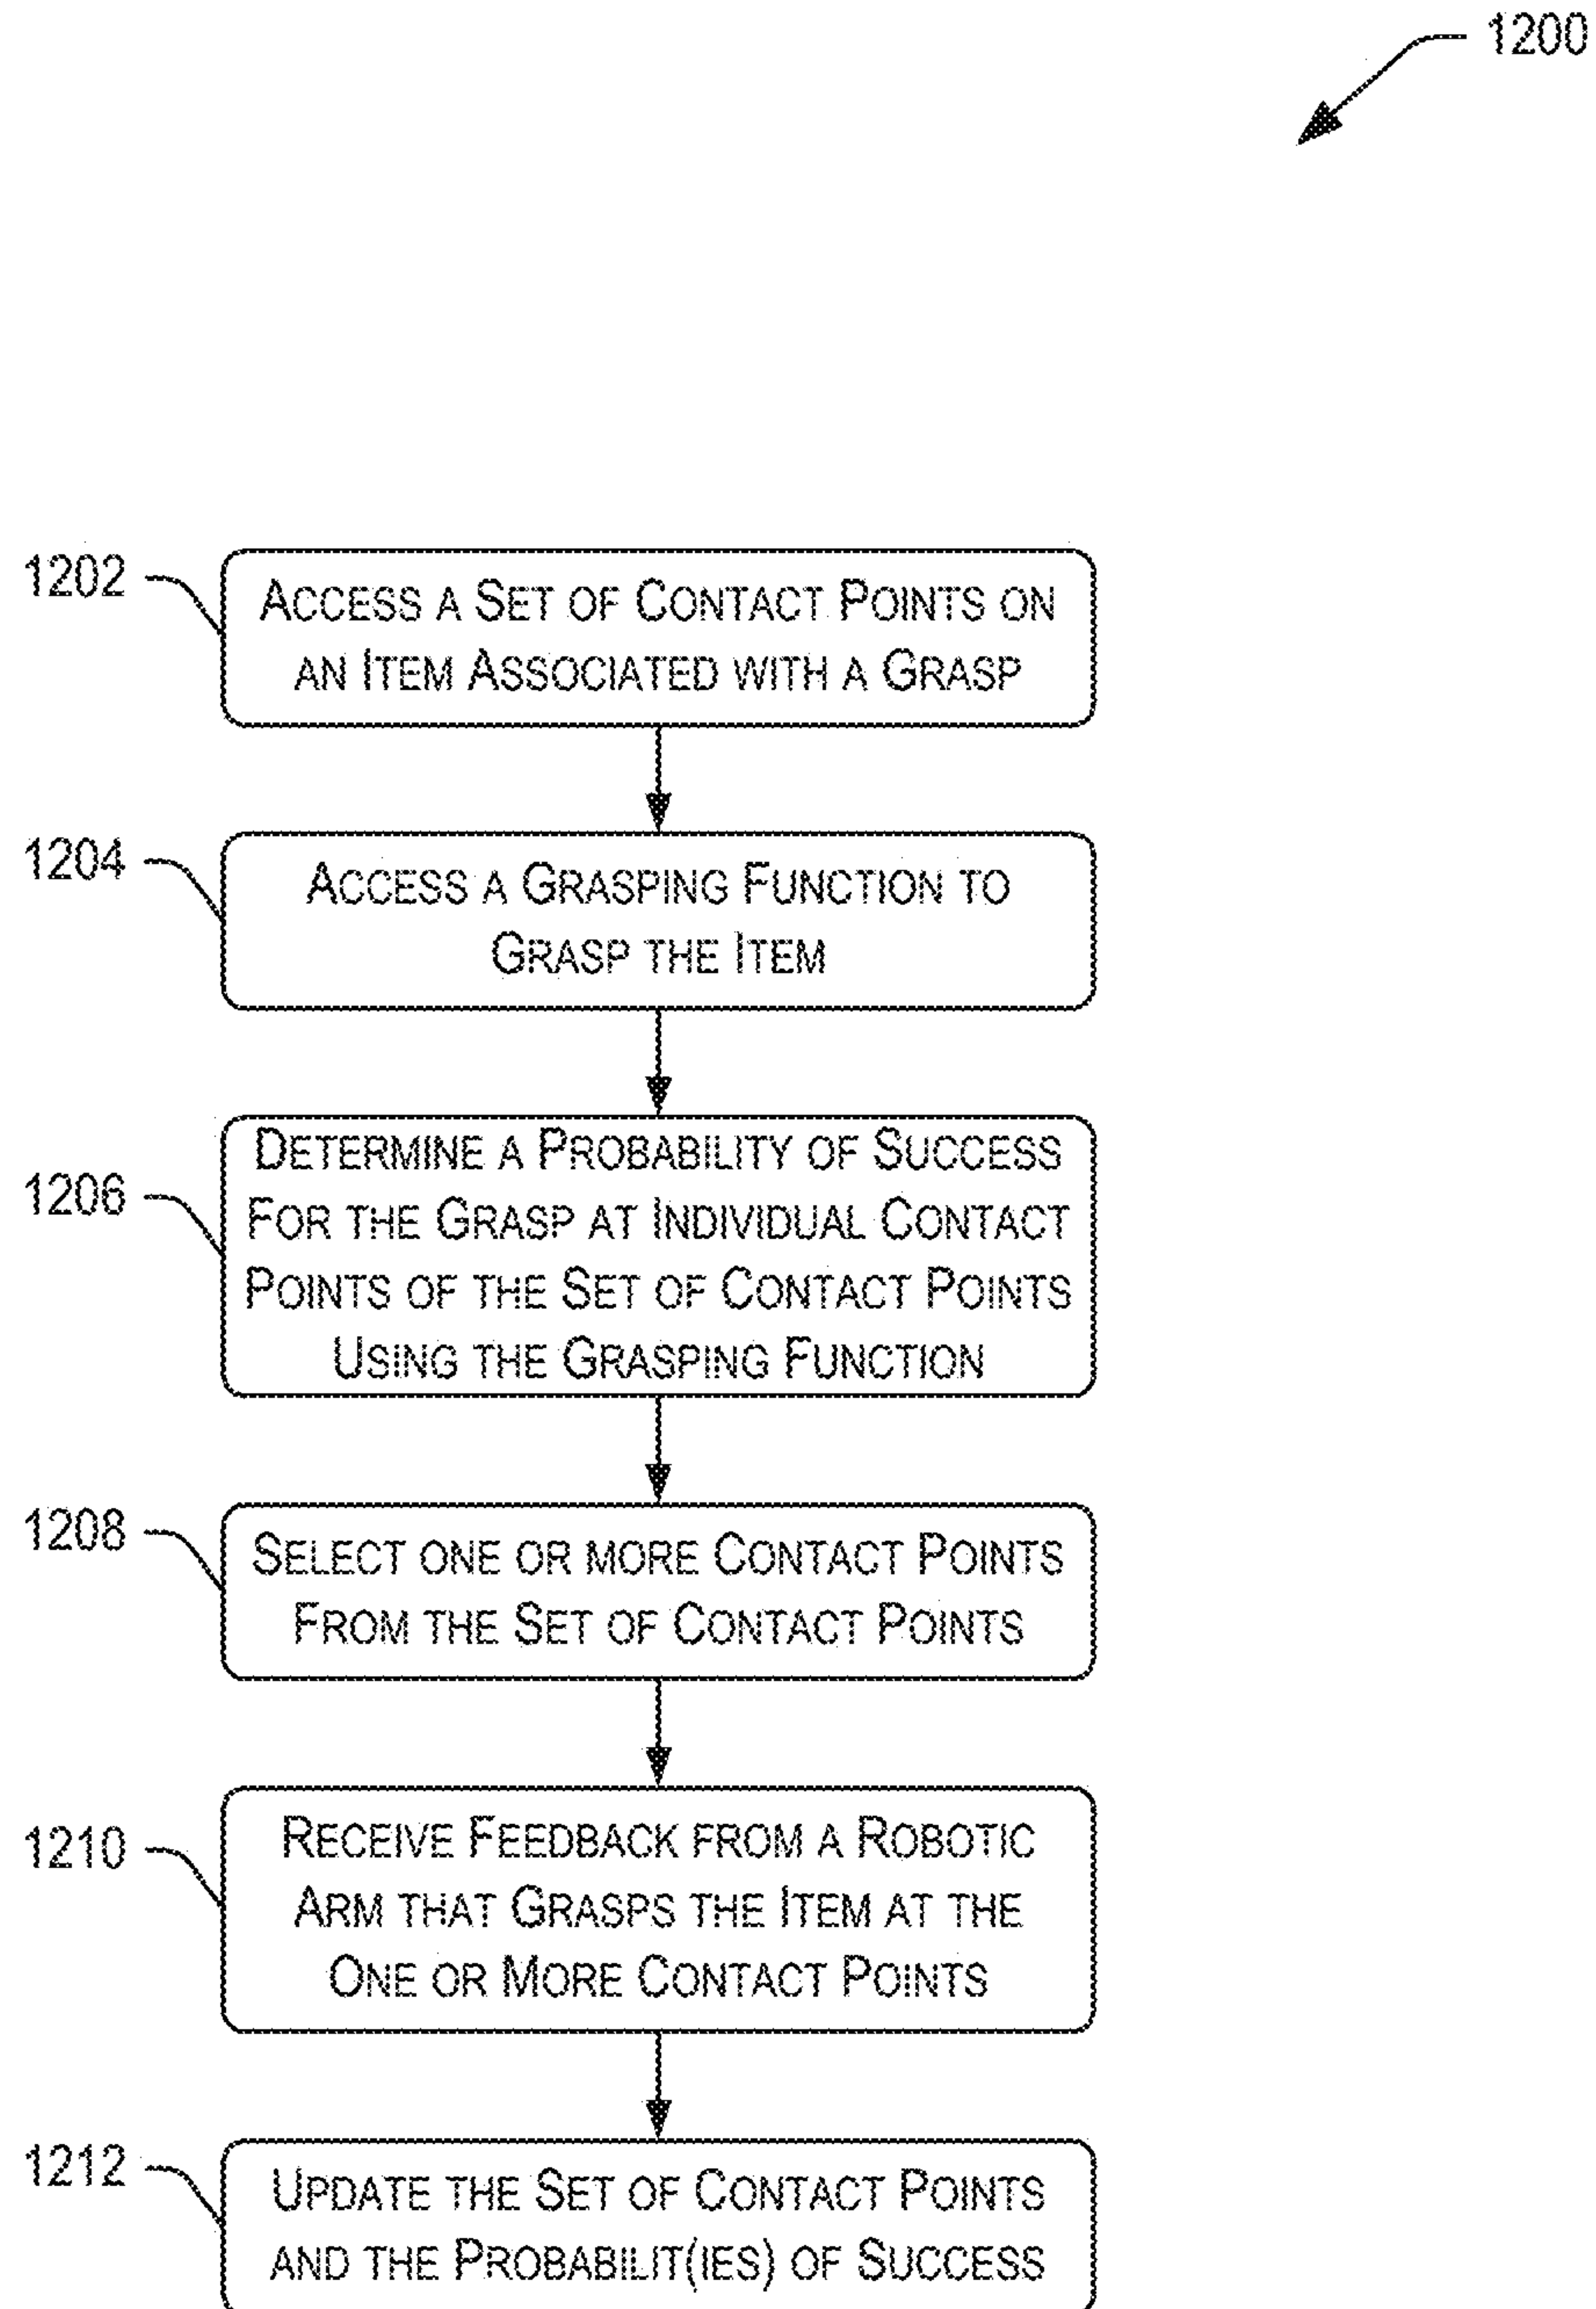 1200
1202
ACCESS A SET OF CONTACT POINTS ON
AN ITEM ASSOCIATED WITH A GRASP
1204
ACCESS A GRASPING FUNCTION TO
GRASP THE ITEM
1206
DETERMINE A PROBABILITY OF SUCCESS
FOR THE GRASP AT INDIVIDUAL CONTACT
POINTS OF THE SET OF CONTACT POINTS
USING THE GRASPING FUNCTION
1208
SELECT ONE OR MORE CONTACT POINTS
FROM THE SET OF CONTACT POINTS
1210
RECEIVE FEEDBACK FROM A ROBOTIC
ARM THAT GRASPS THE ITEM AT THE
ONE OR MORE CONTACT POINTS
1212
UPDATE THE SET OF CONTACT POINTS
AND THE PROBABILIT(IES) OF SUCCESS